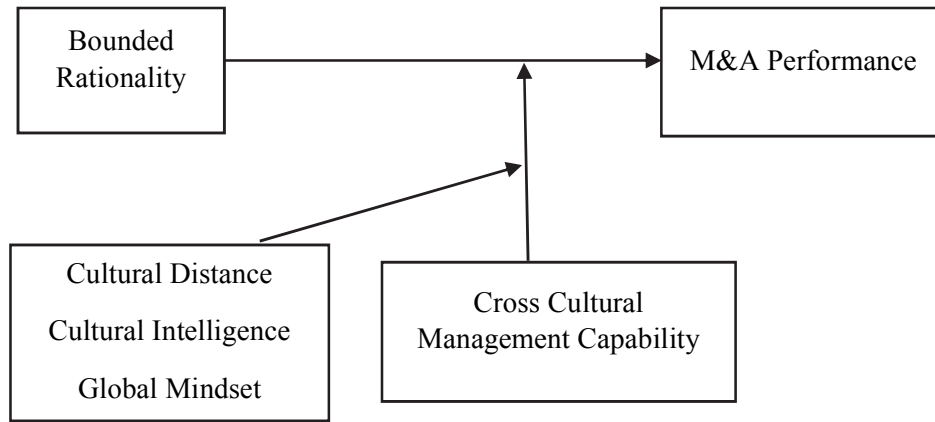 Bounded
Rationality
M&A Performance
Cultural Distance
Cultural Intelligence
Global Mindset
Cross Cultural
Management Capability